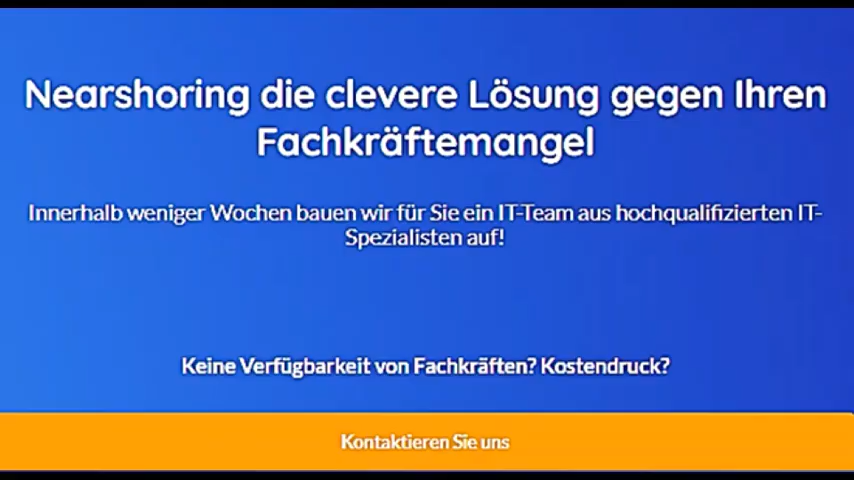 Nearshoring die clevere Lösung gegen Ihren
Fachkräftemangel
Innerhalb weniger Wochen bauen wir für Sie ein IT-Team aus hochqualifizierten IT-
Spezialisten auf!
Keine Verfügbarkeit von Fachkräften? Kostendruck?
Kontaktieren Sie uns